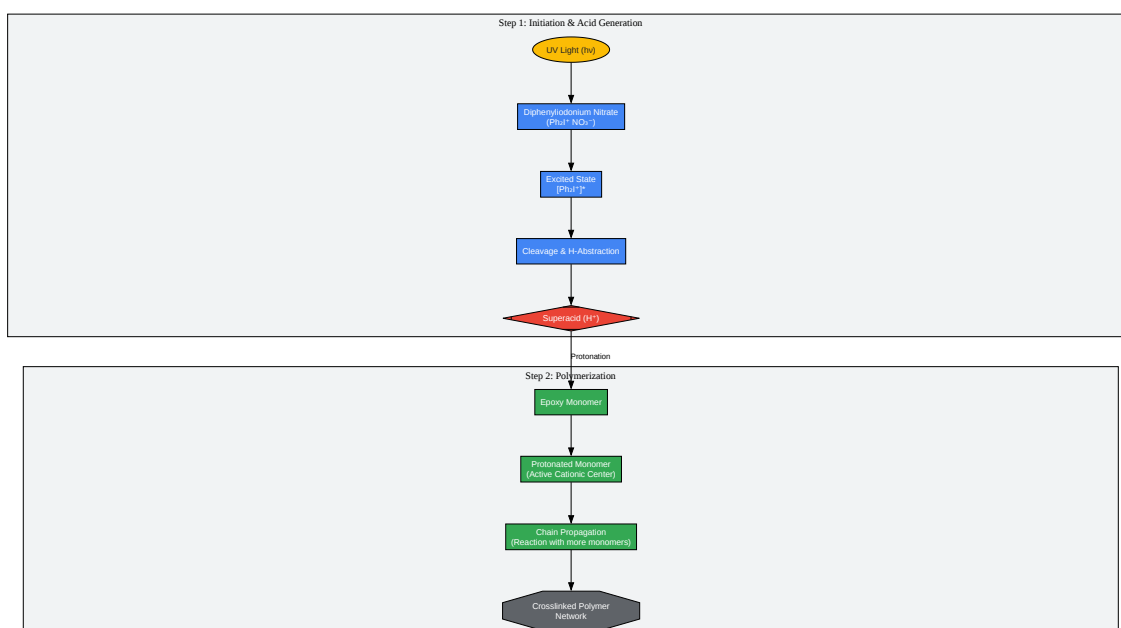 Step 1: Initiation & Acid Generation
UV Light (hν)
Diphenyliodonium Nitrate
(Ph₂I⁺ NO₃⁻)
Excited State
[Ph₂I⁺]*
Cleavage & H-Abstraction
Superacid (H⁺)
Protonation
Step 2: Polymerization
Epoxy Monomer
Protonated Monomer
(Active Cationic Center)
Chain Propagation
(Reaction with more monomers)
Crosslinked Polymer
Network